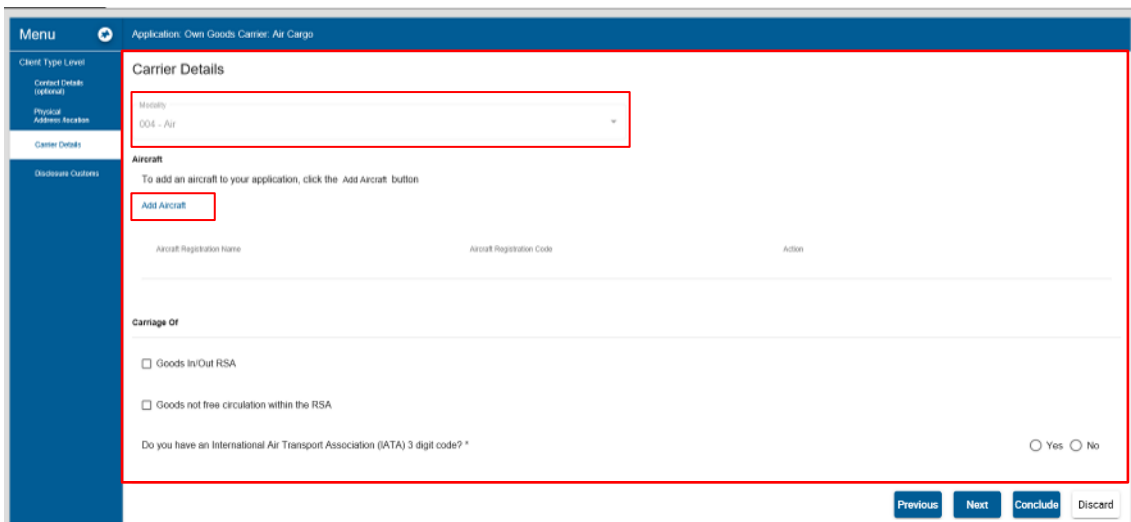 Menu
Application: Own Goods Carrier: Air Cargo
Client Type Level
Contact Details
(optional)
Physical
Address /location
Carrier Details
Disclosure Customs
Carrier Details
Modality
004 - Air
Aircraft
To add an aircraft to your application, click the Add Aircraft button
Add Aircraft
Aircraft Registration Name Aircraft Registration Code Action
Carriage Of
Goods In/Out RSA
Goods not free circulation within the RSA
Do you have an International Air Transport Association (IATA) 3 digit code? * Yes No
Previous Next Conclude Discard